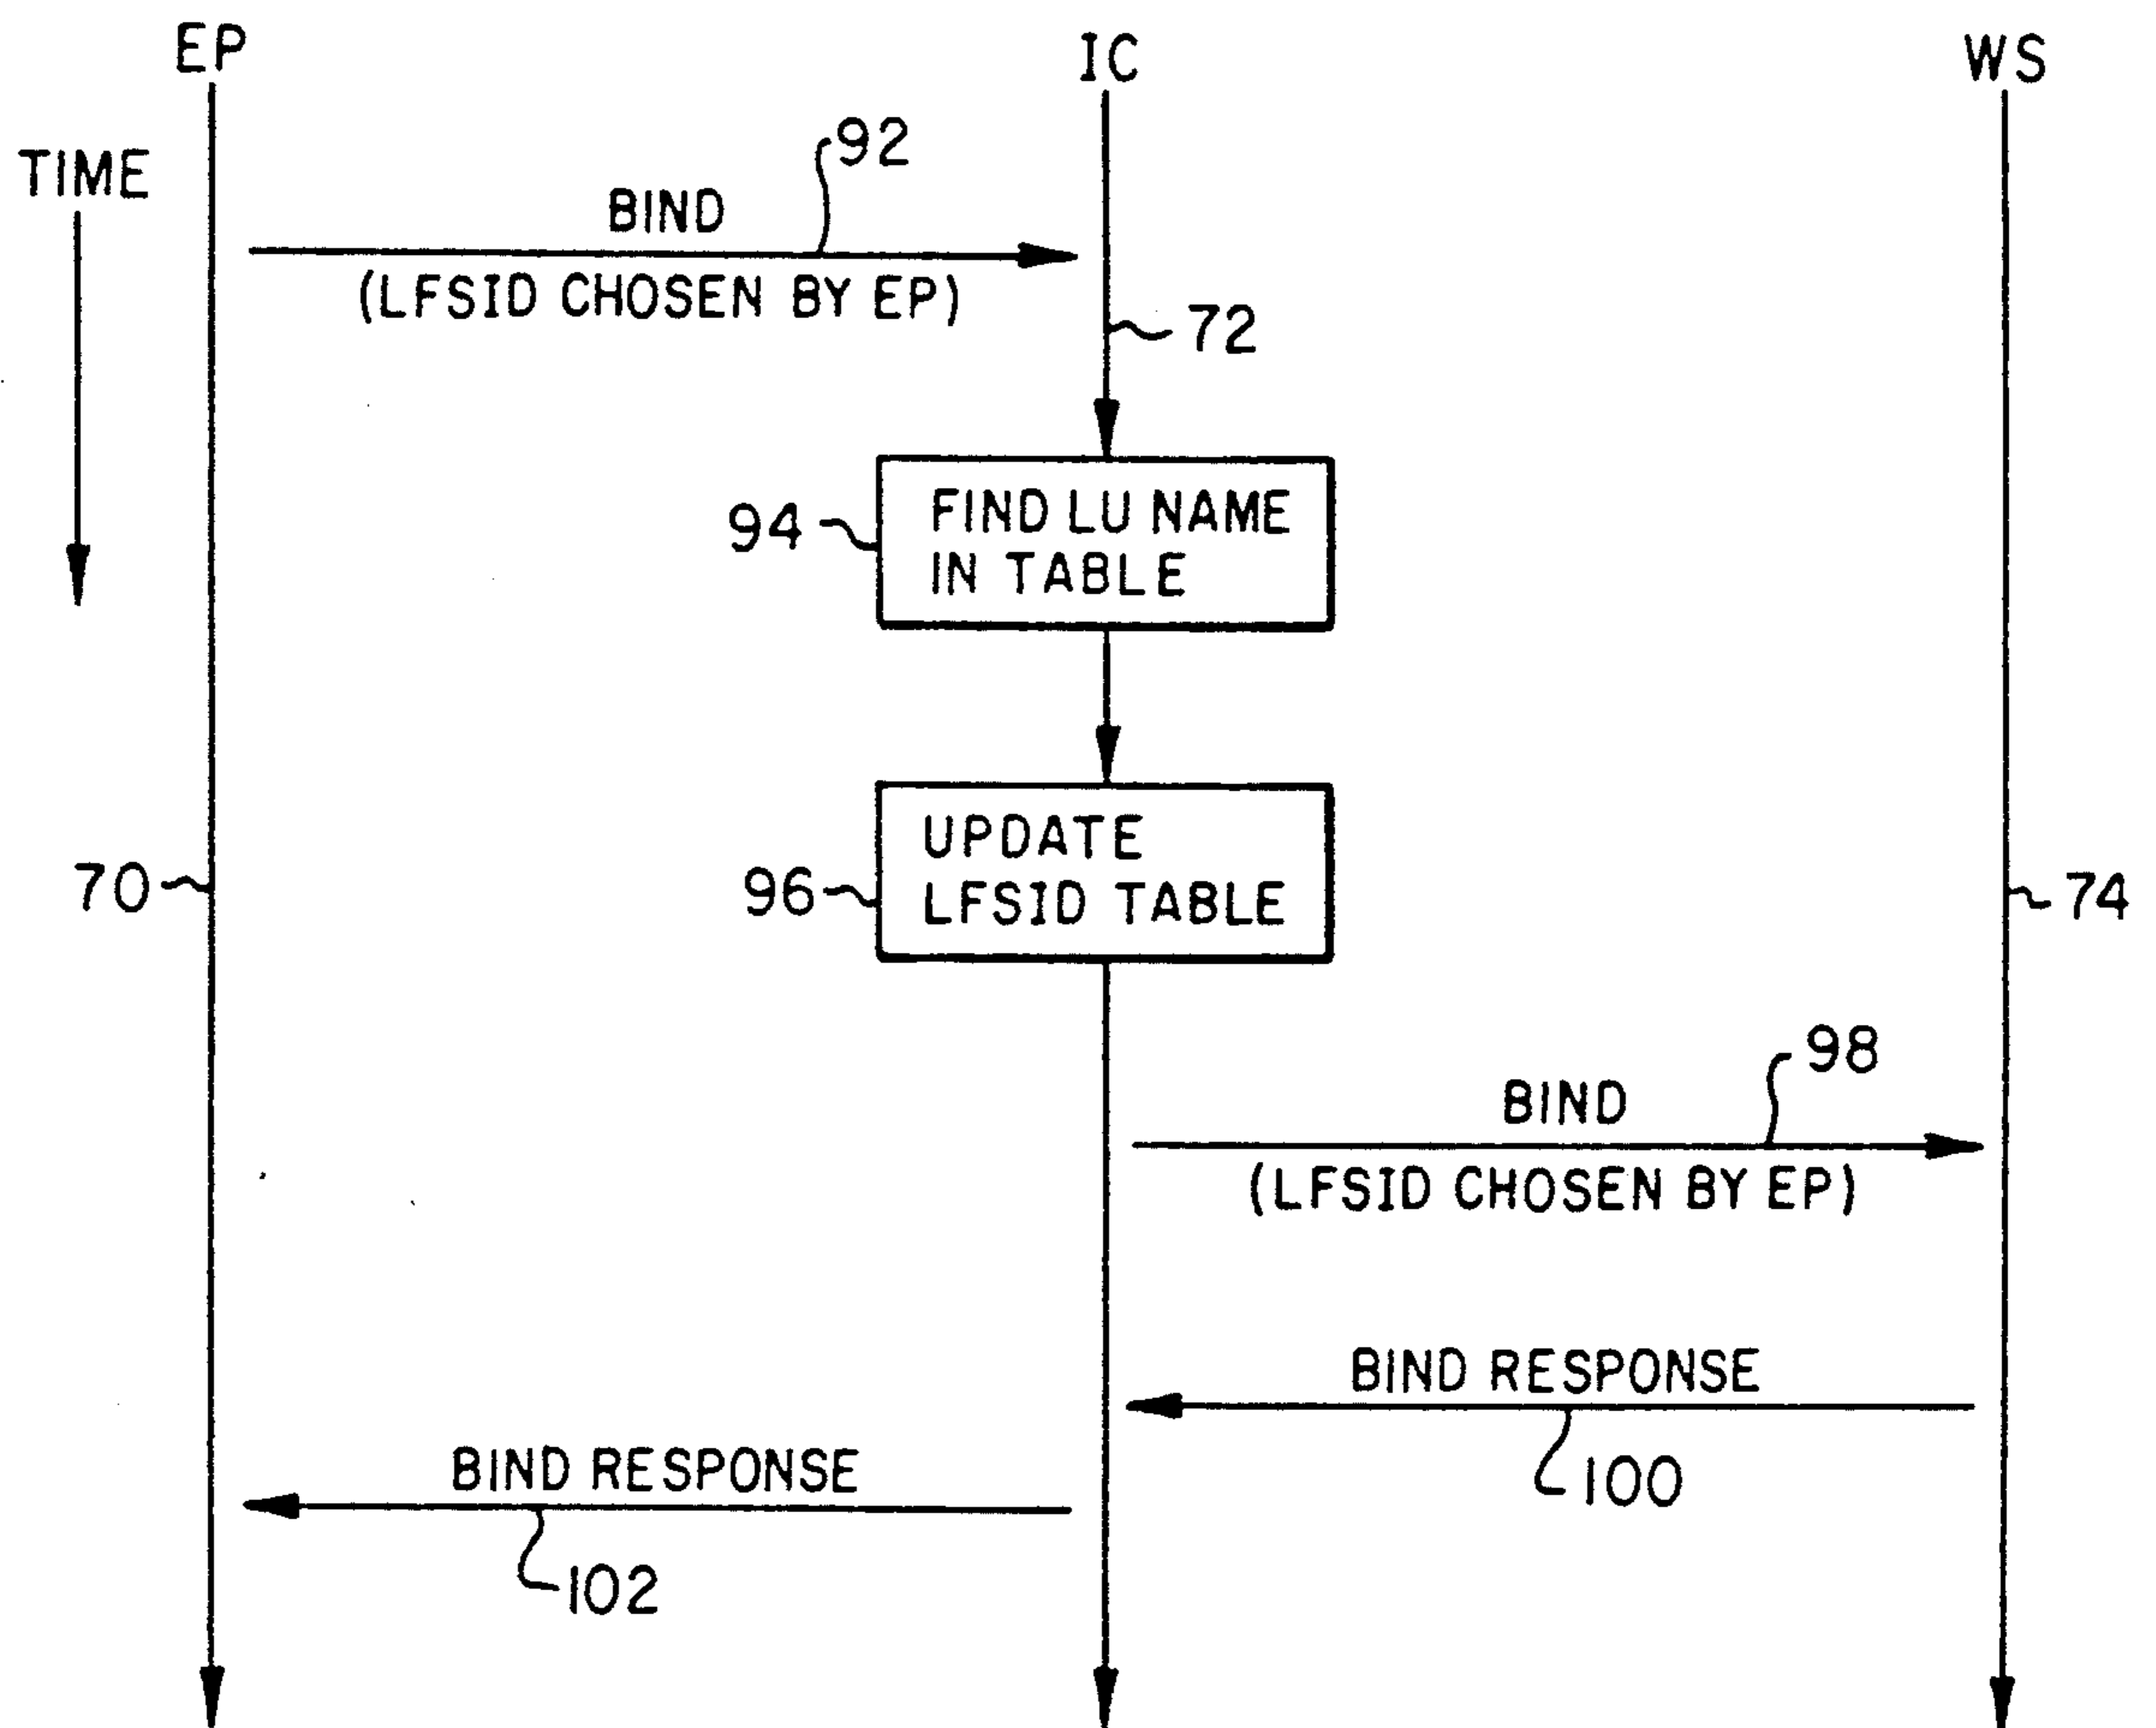 EP
IC
WS
TIME
92
BIND
(LFSID CHOSEN BY EP)
72
94
FIND LU NAME
IN TABLE
70
96
UPDATE
LFSID TABLE
74
98
BIND
(LFSID CHOSEN BY EP)
BIND RESPONSE
100
BIND RESPONSE
102